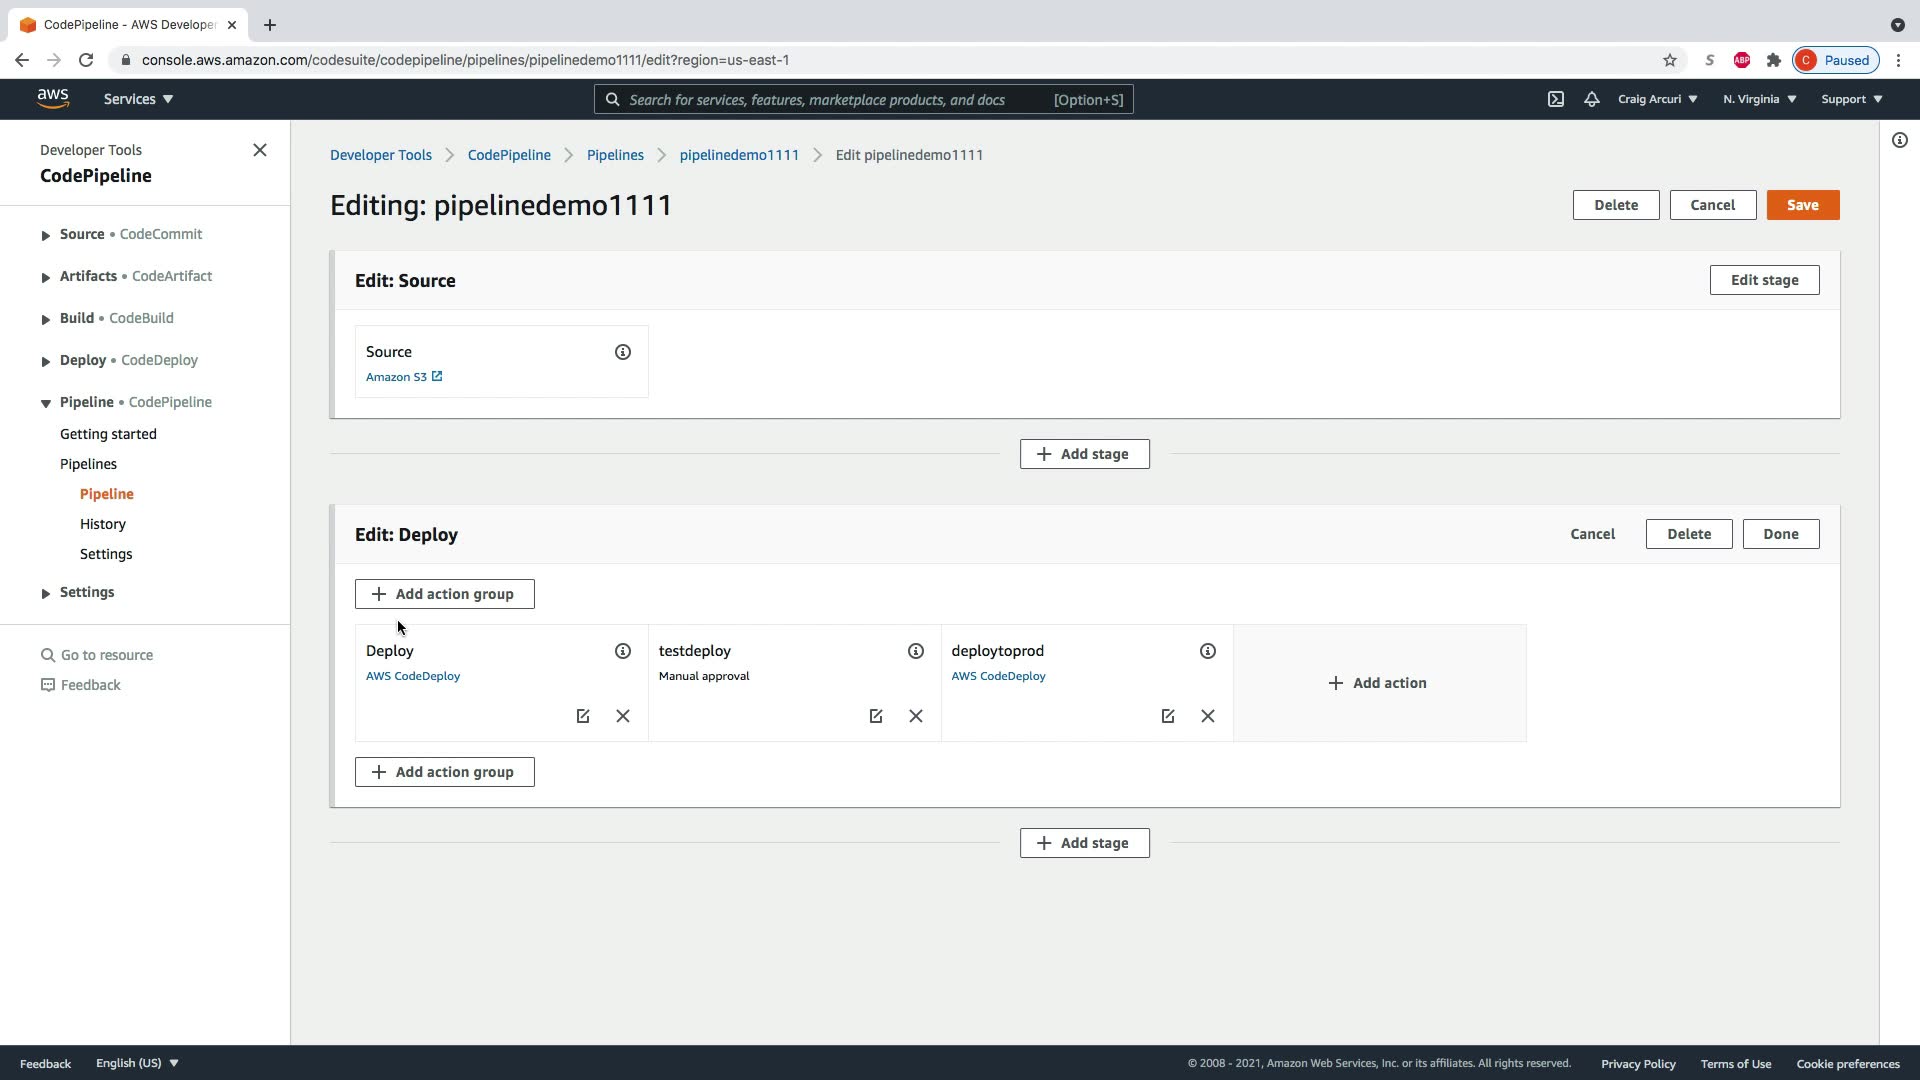 CodePipeline - AWS Developer
console.aws.amazon.com/codesuite/codepipeline/pipelines/pipelinedemo1111/edit?region=us-east-1
S
ABP
C Paused
aws
Services
Search for services, features, marketplace products, and docs [Option+S]
Craig Arcuri
N. Virginia
Support
Developer Tools
CodePipeline
Source • CodeCommit
Artifacts • CodeArtifact
Build • CodeBuild
Deploy • CodeDeploy
Pipeline • CodePipeline
Getting started
Pipelines
Pipeline
History
Settings
Settings
Go to resource
Feedback
Developer Tools > CodePipeline > Pipelines > pipelinedemo1111 > Edit pipelinedemo1111
Editing: pipelinedemo1111
Delete
Cancel
Save
Edit: Source
Edit stage
Source
Amazon S3
+ Add stage
Edit: Deploy
Cancel
Delete
Done
+ Add action group
Deploy
AWS CodeDeploy
testdeploy
Manual approval
deploytoprod
AWS CodeDeploy
+ Add action
+ Add action group
+ Add stage
Feedback
English (US)
© 2008 - 2021, Amazon Web Services, Inc. or its affiliates. All rights reserved.
Privacy Policy
Terms of Use
Cookie preferences